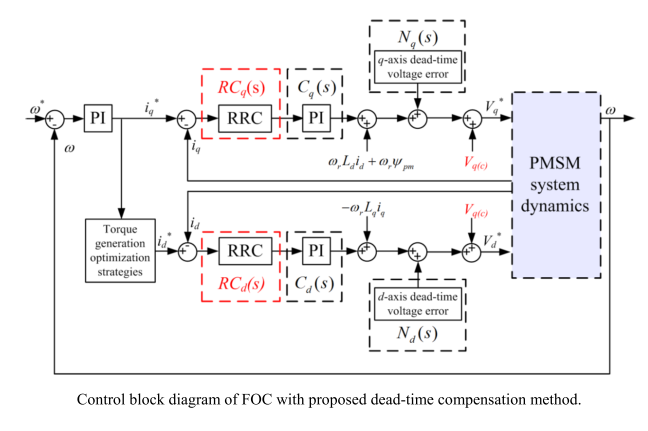 N_q(s)
q-axis dead-time
voltage error
RC_q(s)
C_q(s)
ω*
PI
i_q*
RRC
PI
V_q*
ω
ω
i_q
ω_r L_d i_d + ω_r ψ_pm
V_q(c)
PMSM
system
dynamics
Torque
generation
optimization
strategies
i_d
i_d*
−ω_r L_q i_q
V_q(c)
RRC
PI
V_d*
RC_d(s)
C_d(s)
d-axis dead-time
voltage error
N_d(s)
Control block diagram of FOC with proposed dead-time compensation method.